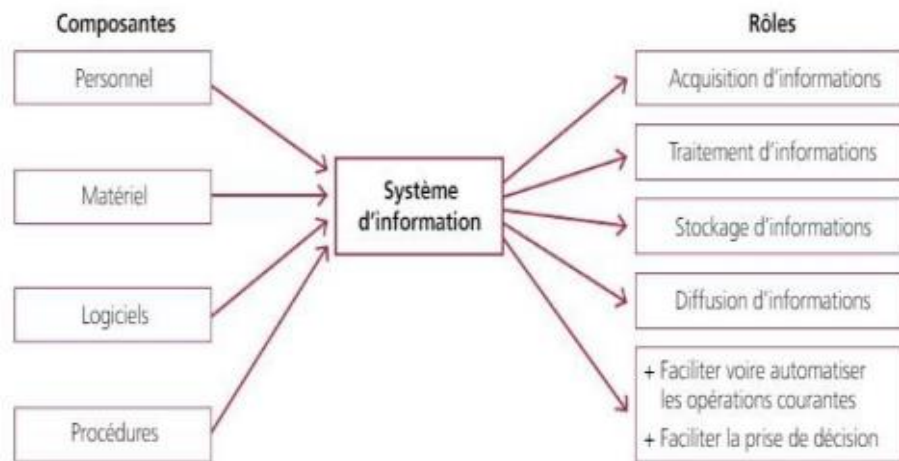 Composantes
Personnel
Matériel
Logiciels
Procédures
Système
d'information
Rôles
Acquisition d'informations
Traitement d'informations
Stockage d'informations
Diffusion d'informations
+ Faciliter voire automatiser
les opérations courantes
+ Faciliter la prise de décision